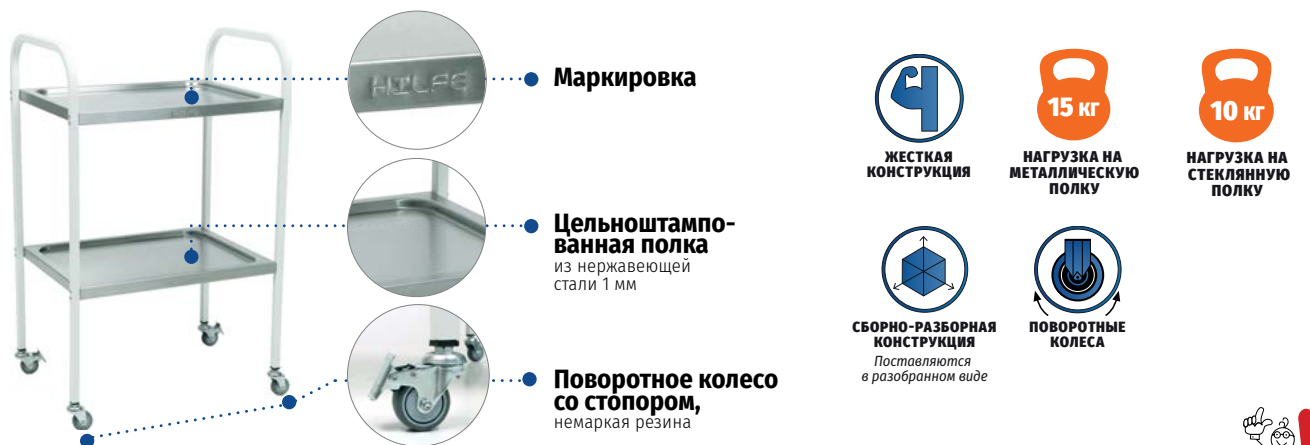 HILFE
Маркировка
Цельноштампо-
ванная полка
из нержавеющей
стали 1 мм
Поворотное колесо
со стопором,
немаркая резина
ЖЕСТКАЯ
КОНСТРУКЦИЯ
15 кг
НАГРУЗКА НА
МЕТАЛЛИЧЕСКУЮ
ПОЛКУ
10 кг
НАГРУЗКА НА
СТЕКЛЯННУЮ
ПОЛКУ
СБОРНО-РАЗБОРНАЯ
КОНСТРУКЦИЯ
Поставляются
в разобранном виде
ПОВОРОТНЫЕ
КОЛЕСА